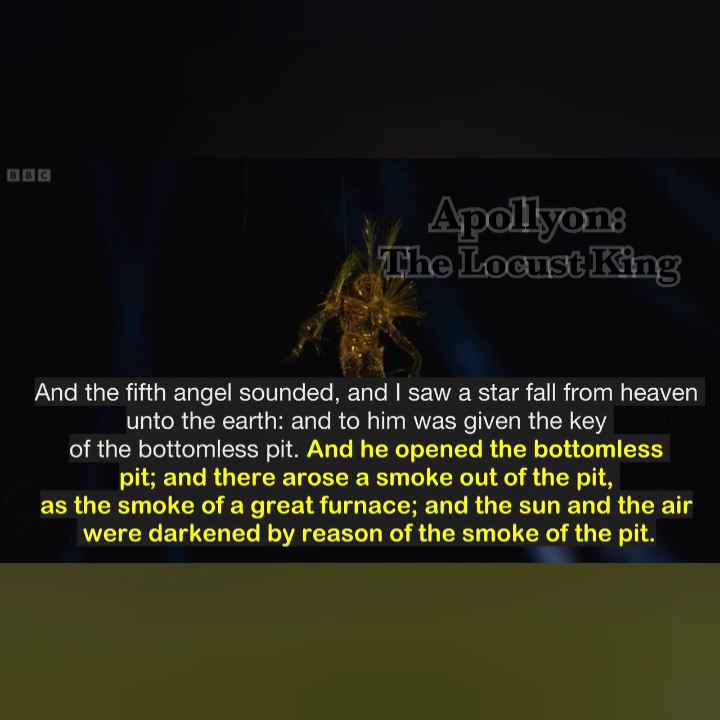 BBC
Apollyon:
The Locust King
And the fifth angel sounded, and I saw a star fall from heaven
unto the earth: and to him was given the key
of the bottomless pit. And he opened the bottomless
pit; and there arose a smoke out of the pit,
as the smoke of a great furnace; and the sun and the air
were darkened by reason of the smoke of the pit.